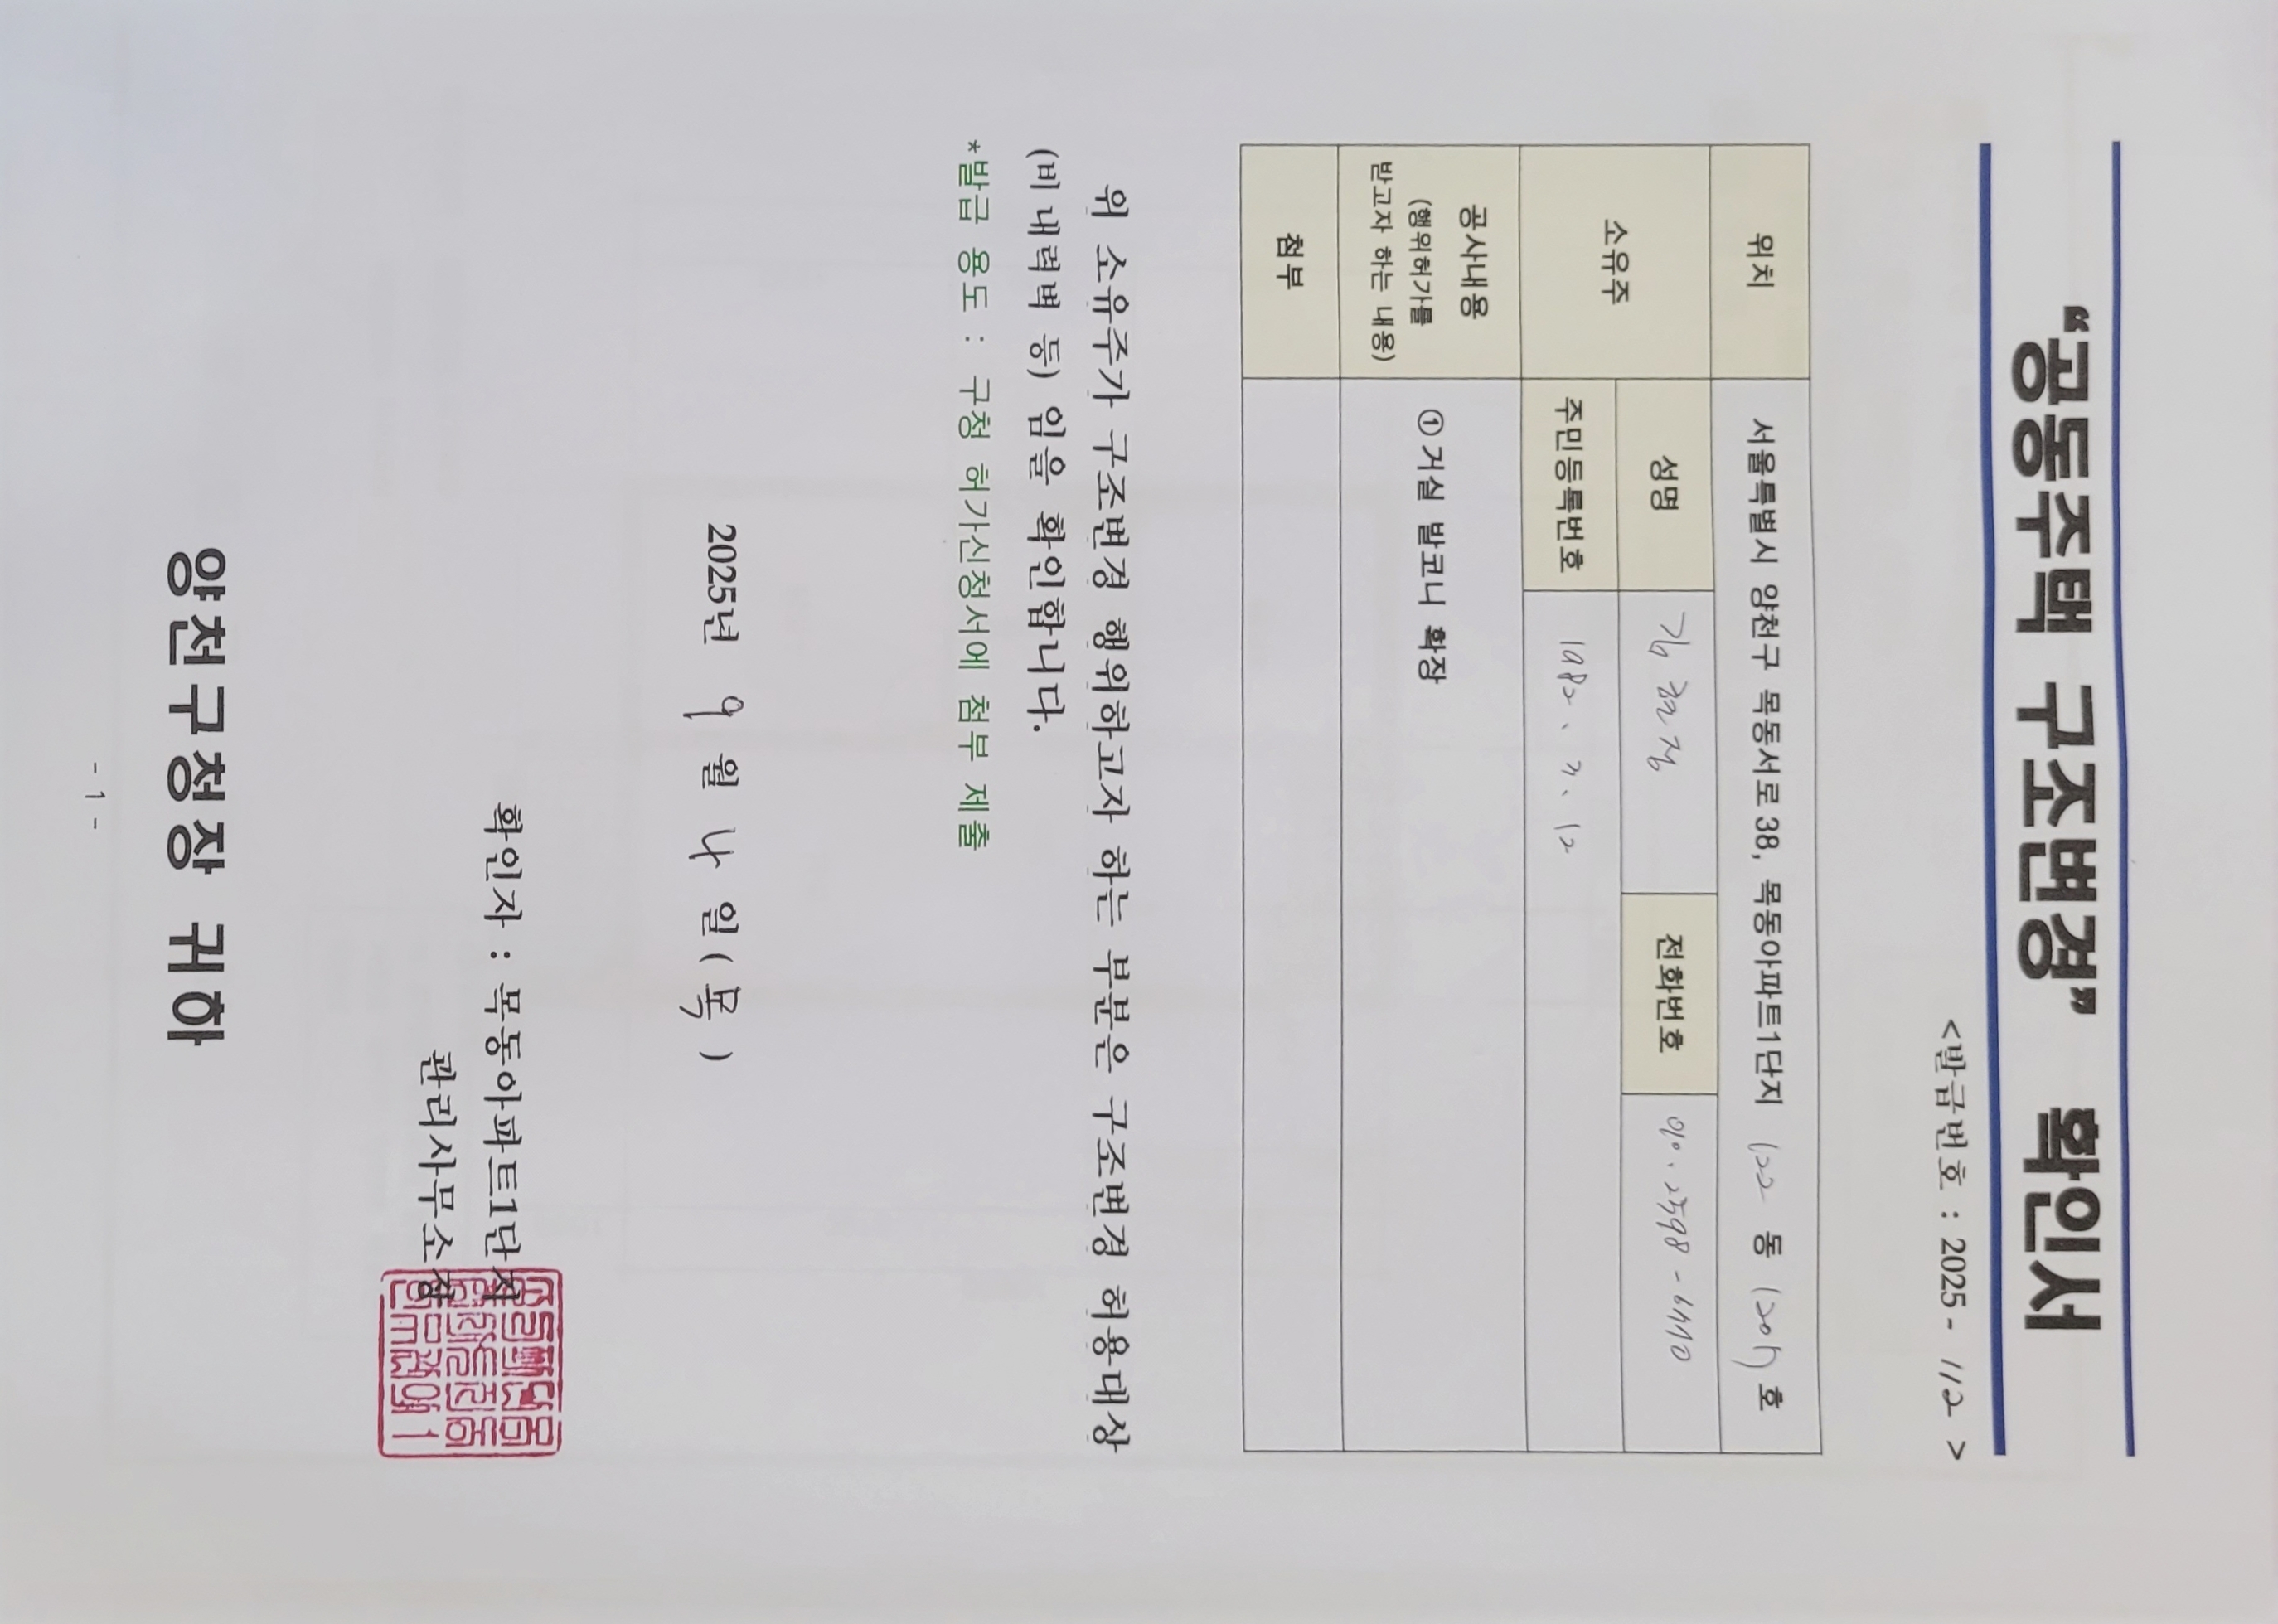 “공동주택 구조변경” 확인서
<발급번호 : 2025 - 112 >
위치 서울특별시 양천구 목동서로 38, 목동아파트1단지 122 동 호
소유주 성명 김현정 전화번호
주민등록번호 1982. 3. 12
공사내용
(행위허가를
받고자 하는 내용)
① 거실 발코니 확장
첨부
위 소유주가 구조변경 행위하고자 하는 부분은 구조변경 허용대상
(비내력벽 등) 임을 확인합니다.
*발급 용도 : 구청 허가신청서에 첨부 제출
2025년 9 월 4 일 ( 목 )
확인자 : 목동아파트1단지
관리사무소장
양천구청장 귀하
- 1 -